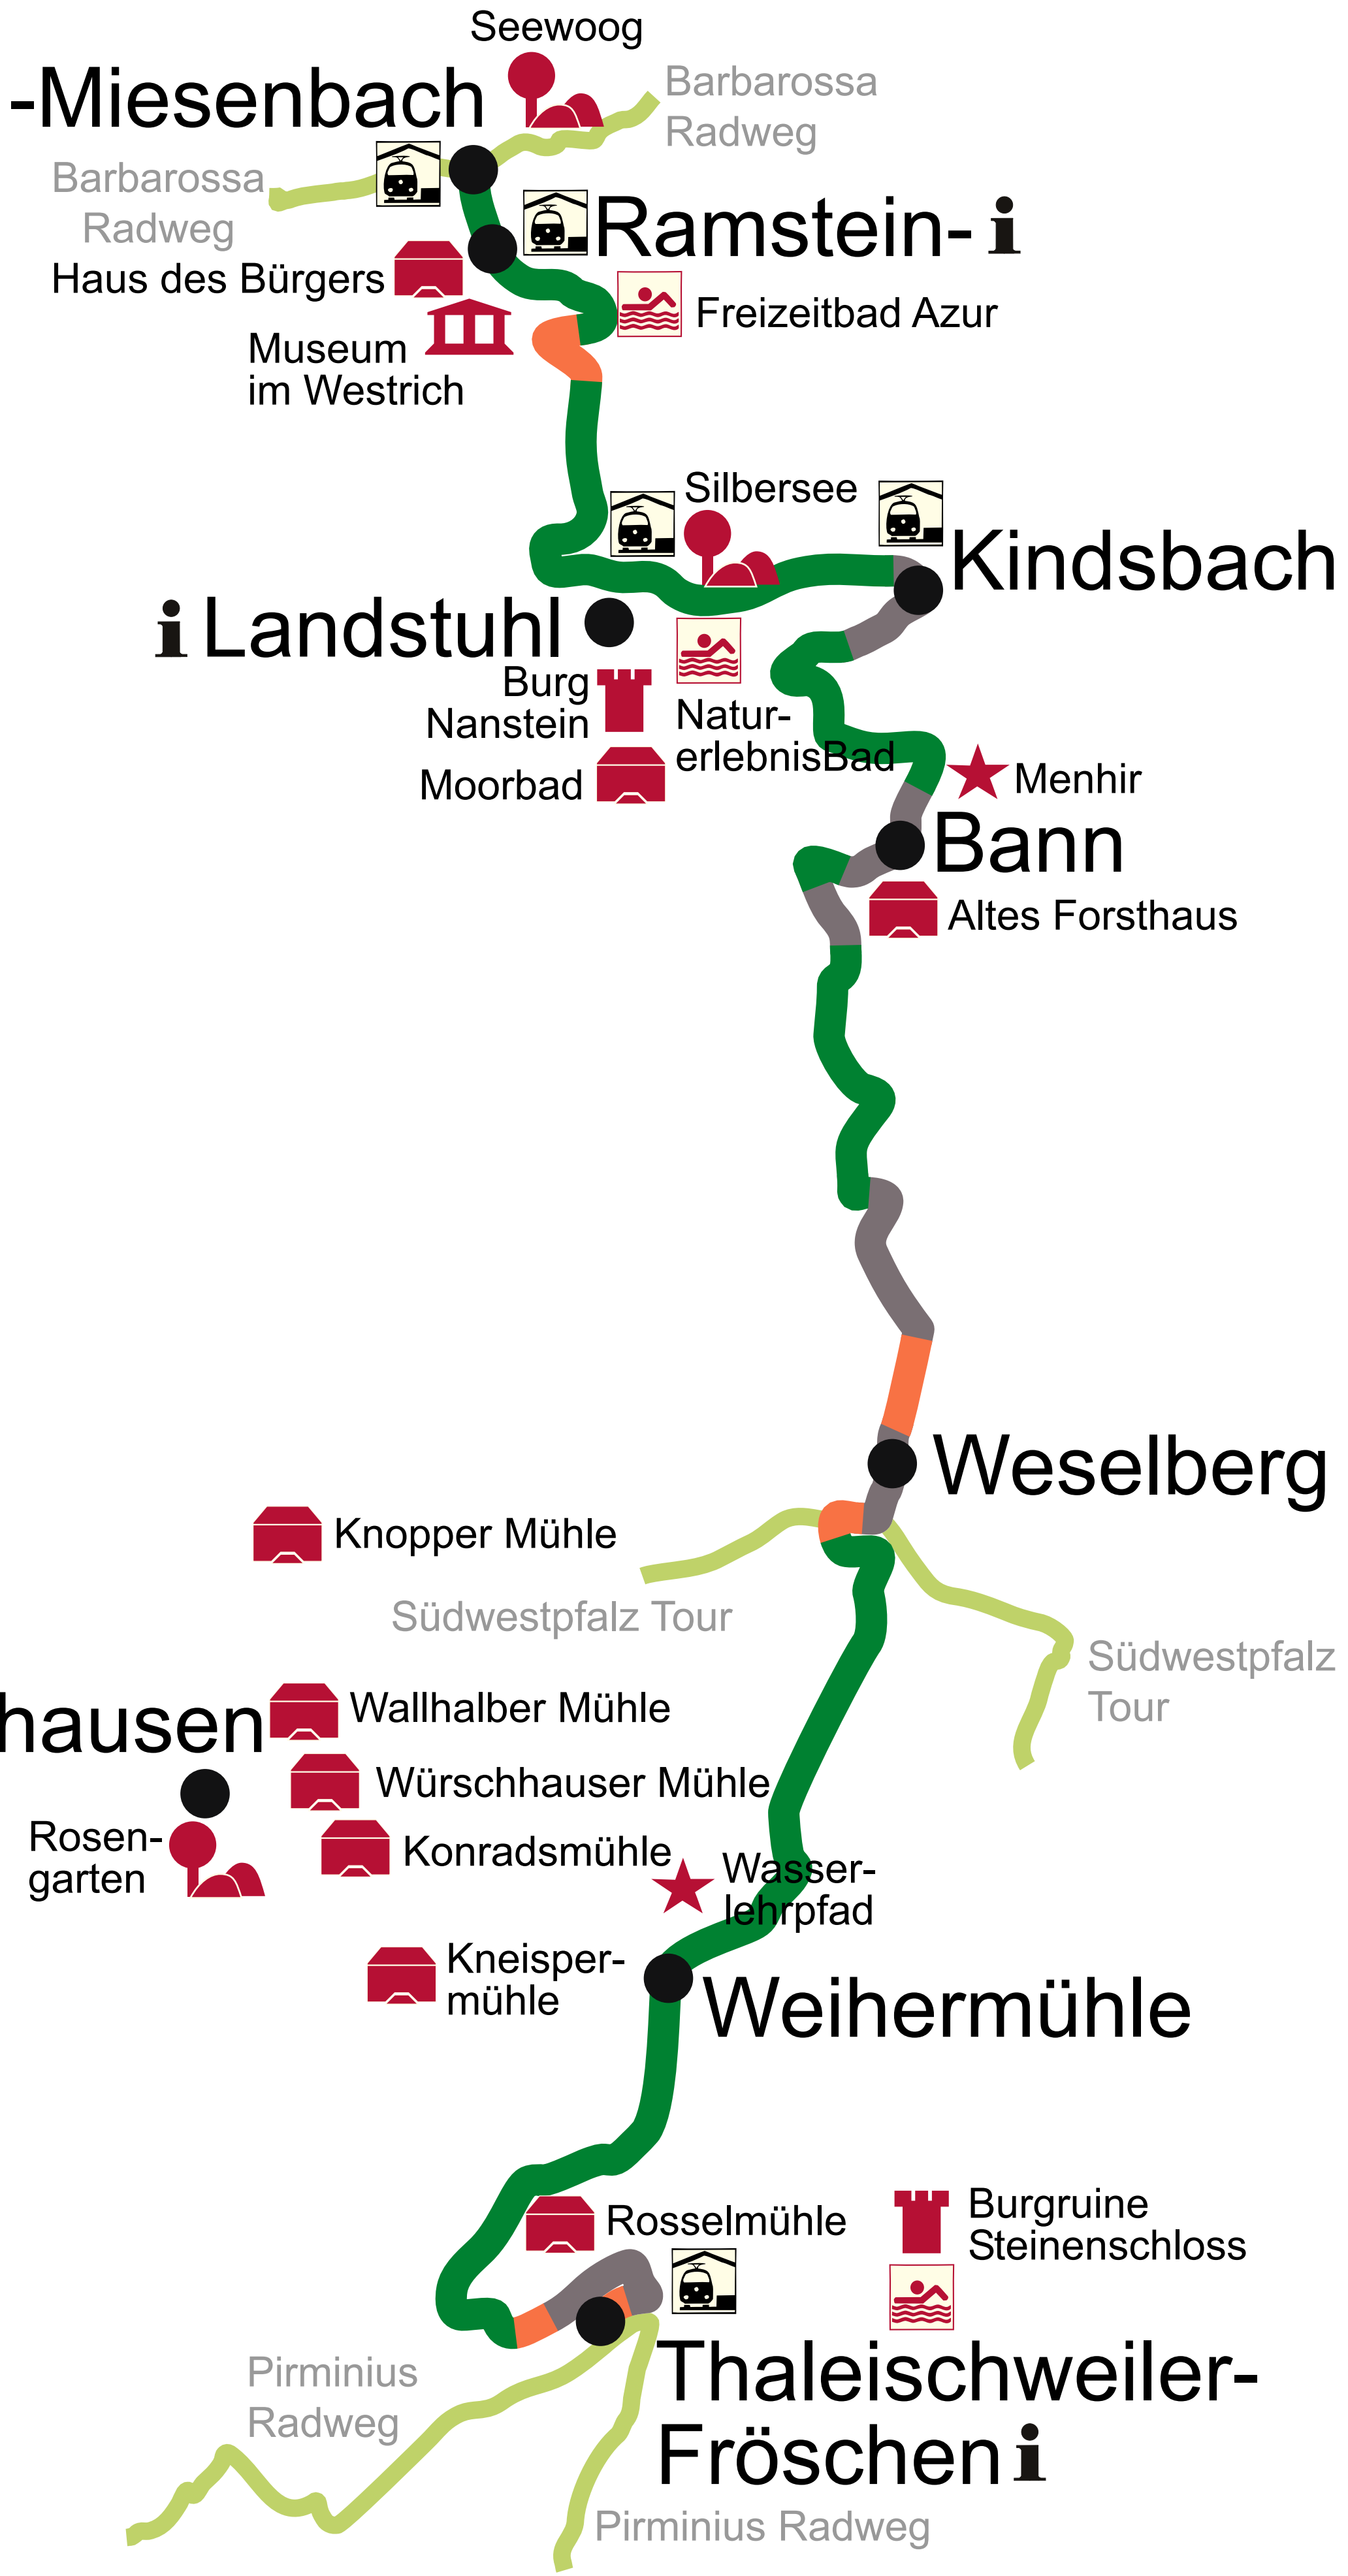 Seewoog
-Miesenbach
Barbarossa
Radweg
Barbarossa
Radweg
Ramstein-
Haus des Bürgers
Freizeitbad Azur
Museum
im Westrich
Silbersee
Kindsbach
Landstuhl
Burg
Nanstein
Natur-
erlebnisBad
Moorbad
Menhir
Bann
Altes Forsthaus
Weselberg
Knopper Mühle
Südwestpfalz Tour
Südwestpfalz
Tour
hausen
Wallhalber Mühle
Würschhauser Mühle
Rosen-
garten
Konradsmühle
Wasser-
lehrpfad
Kneisper-
mühle
Weihermühle
Rosselmühle
Burgruine
Steinenschloss
Thaleischweiler-
Fröschen
Pirminius
Radweg
Pirminius Radweg